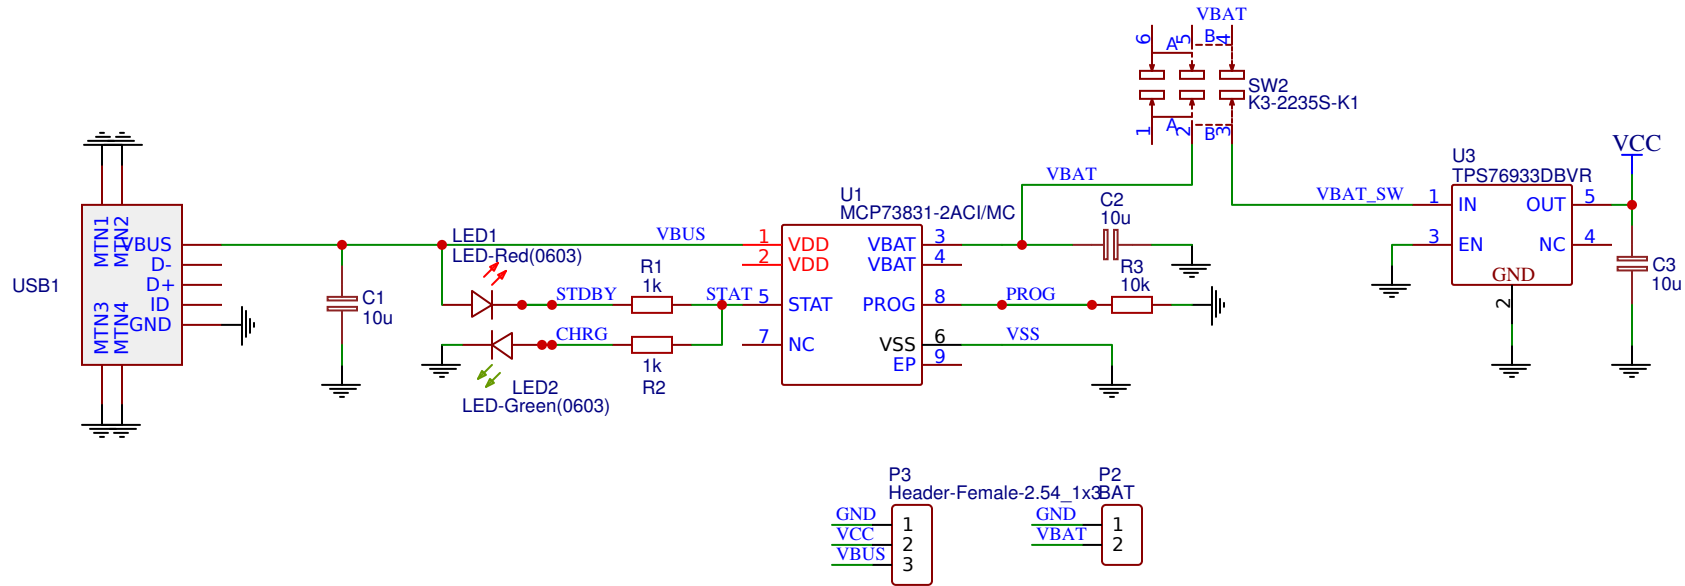 VBAT
6
A
5
B
4
SW2
K3-2235S-K1
1
A
2
B
3
VCC
U3
TPS76933DBVR
VBAT
VBAT_SW
1
IN
OUT
5
3
EN
NC
4
GND
2
C3
10u
U1
MCP73831-2ACI/MC
C2
10u
MTN1
MTN2
VBUS
D-
D+
ID
GND
MTN3
MTN4
USB1
C1
10u
LED1
LED-Red(0603)
VBUS
R1
1k
STDBY
STAT
CHRG
1k
R2
LED2
LED-Green(0603)
1
VDD
2
VDD
5
STAT
7
NC
VBAT
3
VBAT
4
PROG
8
VSS
6
EP
9
PROG
R3
10k
VSS
P3
Header-Female-2.54_1x3
GND
1
VCC
2
VBUS
3
P2
BAT
GND
1
VBAT
2